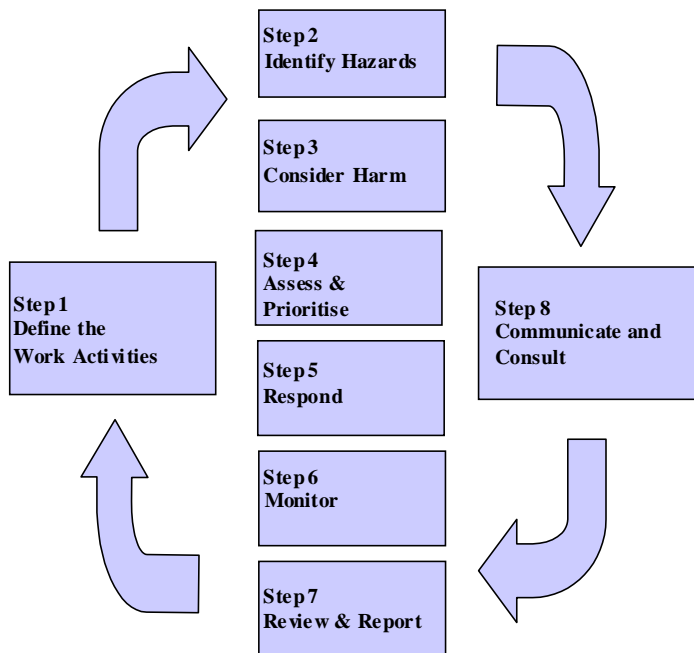 Step 1
Define the
Work Activities
Step 2
Identify Hazards
Step 3
Consider Harm
Step 4
Assess &
Prioritise
Step 5
Respond
Step 6
Monitor
Step 7
Review & Report
Step 8
Communicate and
Consult